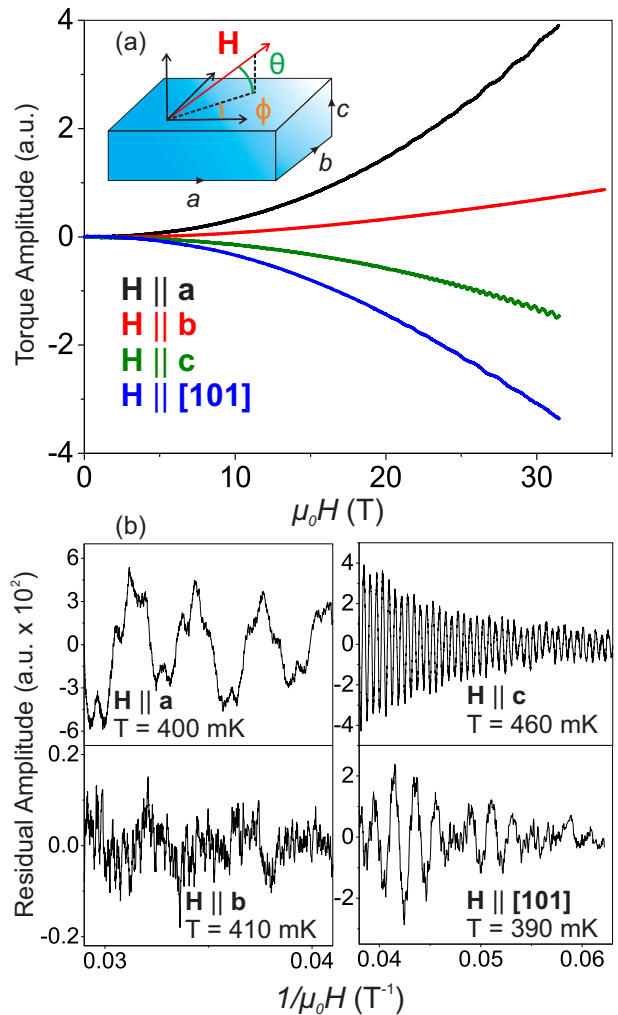 (a)
H
θ
ϕ
c
b
a
4
2
0
-2
-4
Torque Amplitude (a.u.)
H || a
H || b
H || c
H || [101]
0 10 20 30
μ₀H (T)
(b)
Residual Amplitude (a.u. x 10²)
6
3
0
-3
-6
H || a
T = 400 mK
4
2
0
-2
-4
H || c
T = 460 mK
0.2
0.0
-0.2
H || b
T = 410 mK
2
0
-2
H || [101]
T = 390 mK
0.03 0.04
0.04 0.05 0.06
1/μ₀H (T⁻¹)